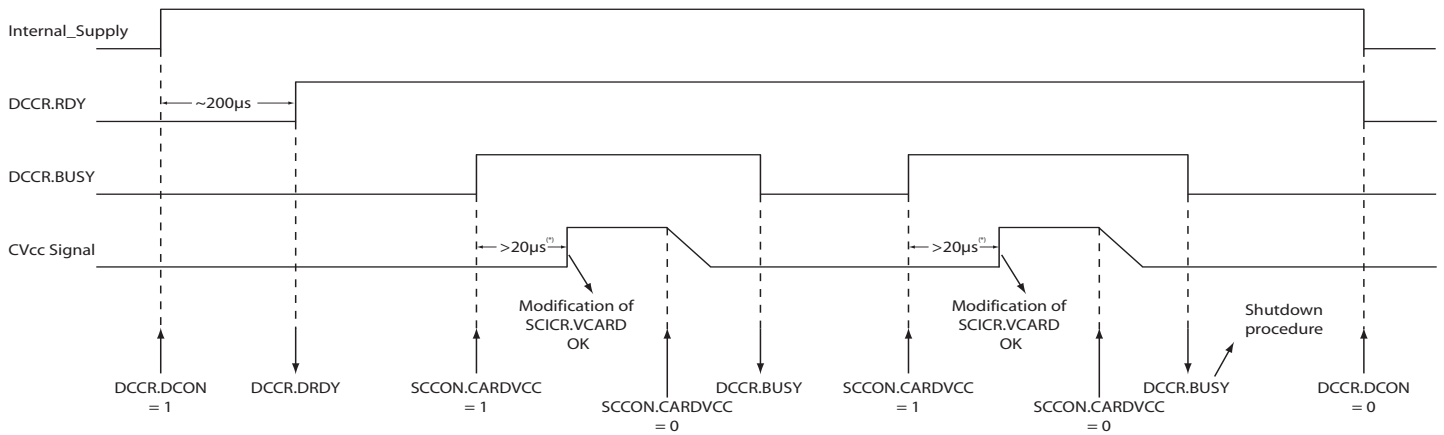 Internal_Supply
DCCR.RDY
~200µs
DCCR.BUSY
CVcc Signal
>20µs(*)
>20µs(*)
Modification of
SCICR.VCARD
OK
Modification of
SCICR.VCARD
OK
Shutdown
procedure
DCCR.DCON
= 1
DCCR.DRDY
SCCON.CARDVCC
= 1
SCCON.CARDVCC
= 0
DCCR.BUSY
SCCON.CARDVCC
= 1
SCCON.CARDVCC
= 0
DCCR.BUSY
DCCR.DCON
= 0